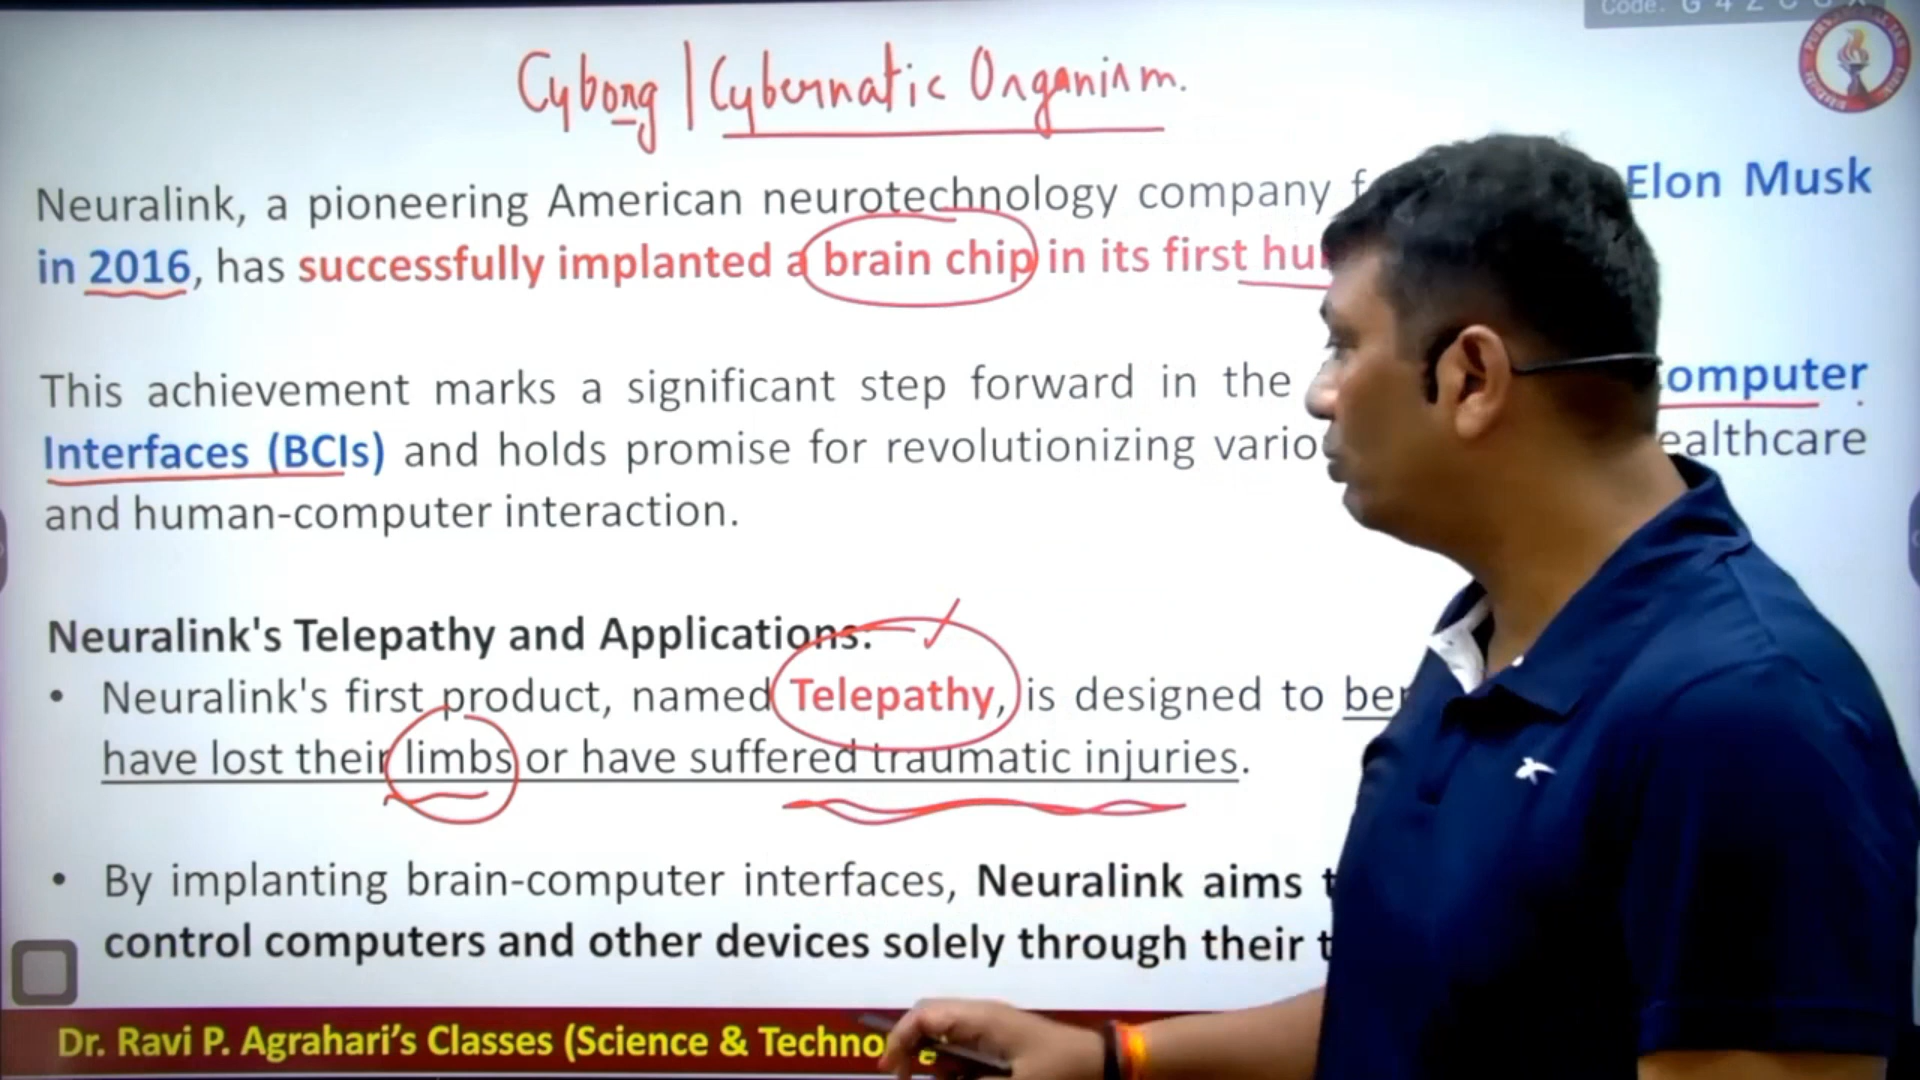 Code: G 4 Z
Cyborg | Cybernatic Organism.
Neuralink, a pioneering American neurotechnology company Elon Musk
in 2016, has successfully implanted a brain chip in its first
This achievement marks a significant step forward in the omputer
Interfaces (BCIs) and holds promise for revolutionizing vario ealthcare
and human-computer interaction.
Neuralink's Telepathy and Applications:
• Neuralink's first product, named Telepathy, is designed to
have lost their limbs or have suffered traumatic injuries.
• By implanting brain-computer interfaces, Neuralink aims
control computers and other devices solely through their
Dr. Ravi P. Agrahari's Classes (Science & Techno